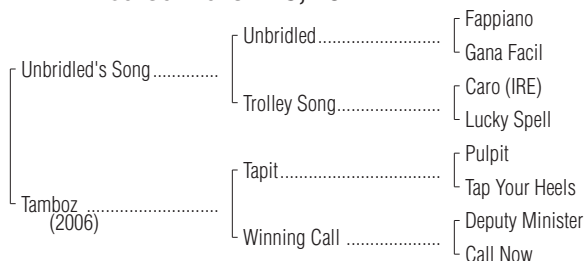 Fappiano
Unbridled
Gana Facil
Unbridled's Song
Caro (IRE)
Trolley Song
Lucky Spell
Pulpit
Tapit
Tap Your Heels
Tamboz
(2006)
Deputy Minister
Winning Call
Call Now